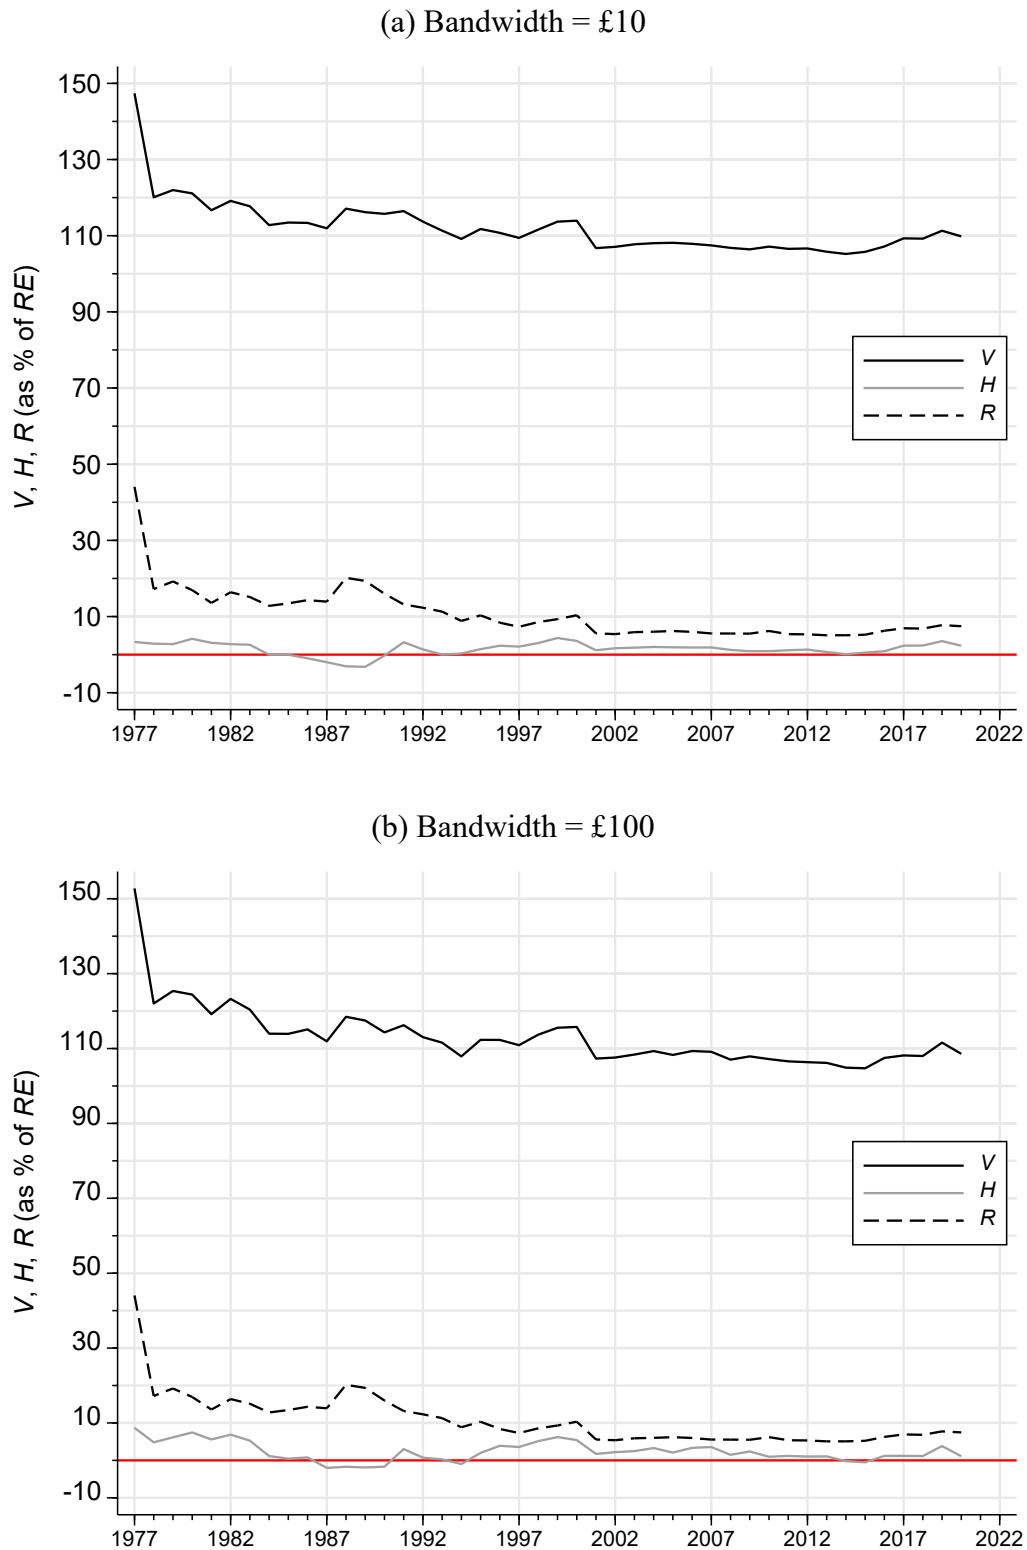 (a) Bandwidth = £10
V, H, R (as % of RE)
150
130
110
90
70
50
30
10
-10
V
H
R
1977 1982 1987 1992 1997 2002 2007 2012 2017 2022
(b) Bandwidth = £100
V, H, R (as % of RE)
150
130
110
90
70
50
30
10
-10
V
H
R
1977 1982 1987 1992 1997 2002 2007 2012 2017 2022